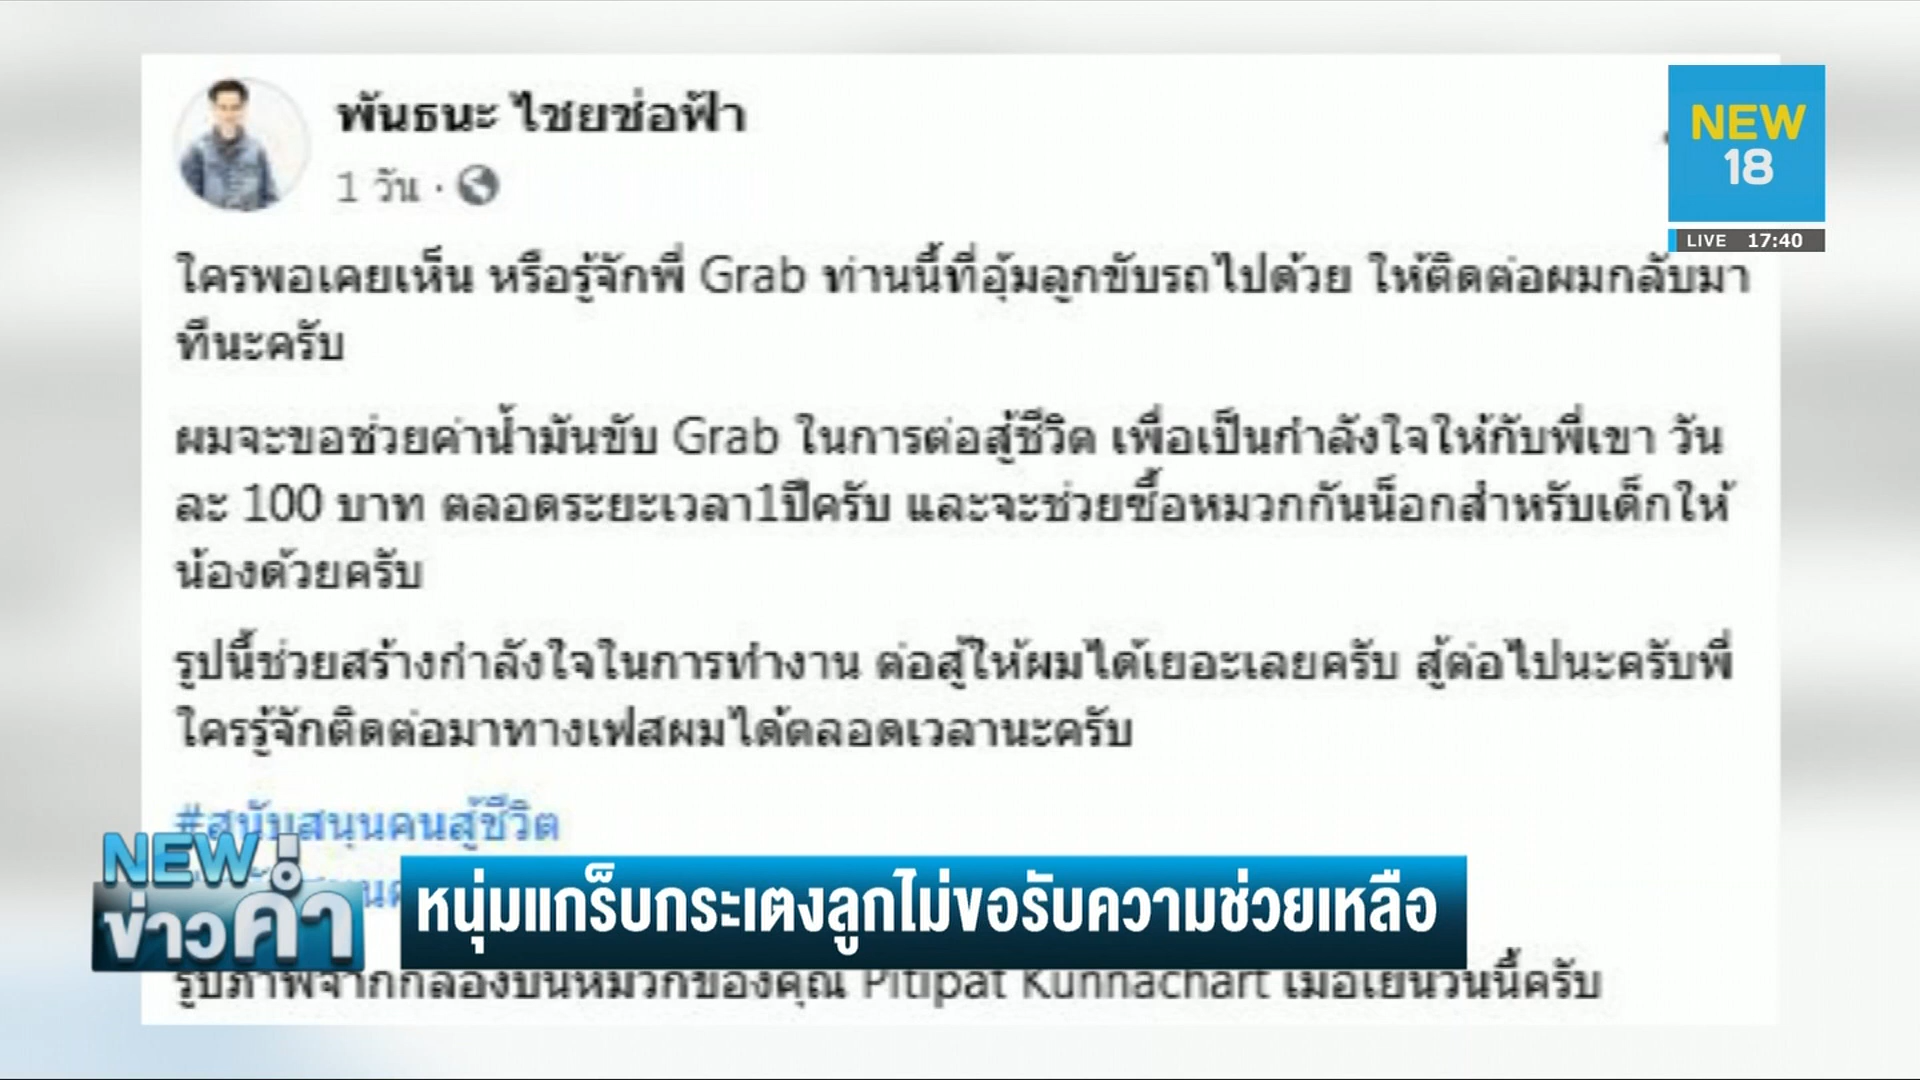 พันธนะ ไชยช่อฟ้า
1 วัน ·
NEW
18
LIVE 17:40
ใครพอเคยเห็น หรือรู้จักพี่ Grab ท่านนี้ที่อุ้มลูกขับรถไปด้วย ให้ติดต่อผมกลับมา
ทีนะครับ
ผมจะขอช่วยค่าน้ำมันขับ Grab ในการต่อสู้ชีวิต เพื่อเป็นกำลังใจให้กับพี่เขา วัน
ละ 100 บาท ตลอดระยะเวลา1ปีครับ และจะช่วยซื้อหมวกกันน็อกสำหรับเด็กให้
น้องด้วยครับ
รูปนี้ช่วยสร้างกำลังใจในการทำงาน ต่อสู้ให้ผมได้เยอะเลยครับ สู้ต่อไปนะครับพี่
ใครรู้จักติดต่อมาทางเฟสผมได้ตลอดเวลานะครับ
#สนับสนุนคนสู้ชีวิต
NEW
ข่าวค่ำ
หนุ่มแกร็บกระเตงลูกไม่ขอรับความช่วยเหลือ
รูปภาพจากกล้องบนหมวกของคุณ Pitipat Kunnachart เมื่อเย็นวันนี้ครับ